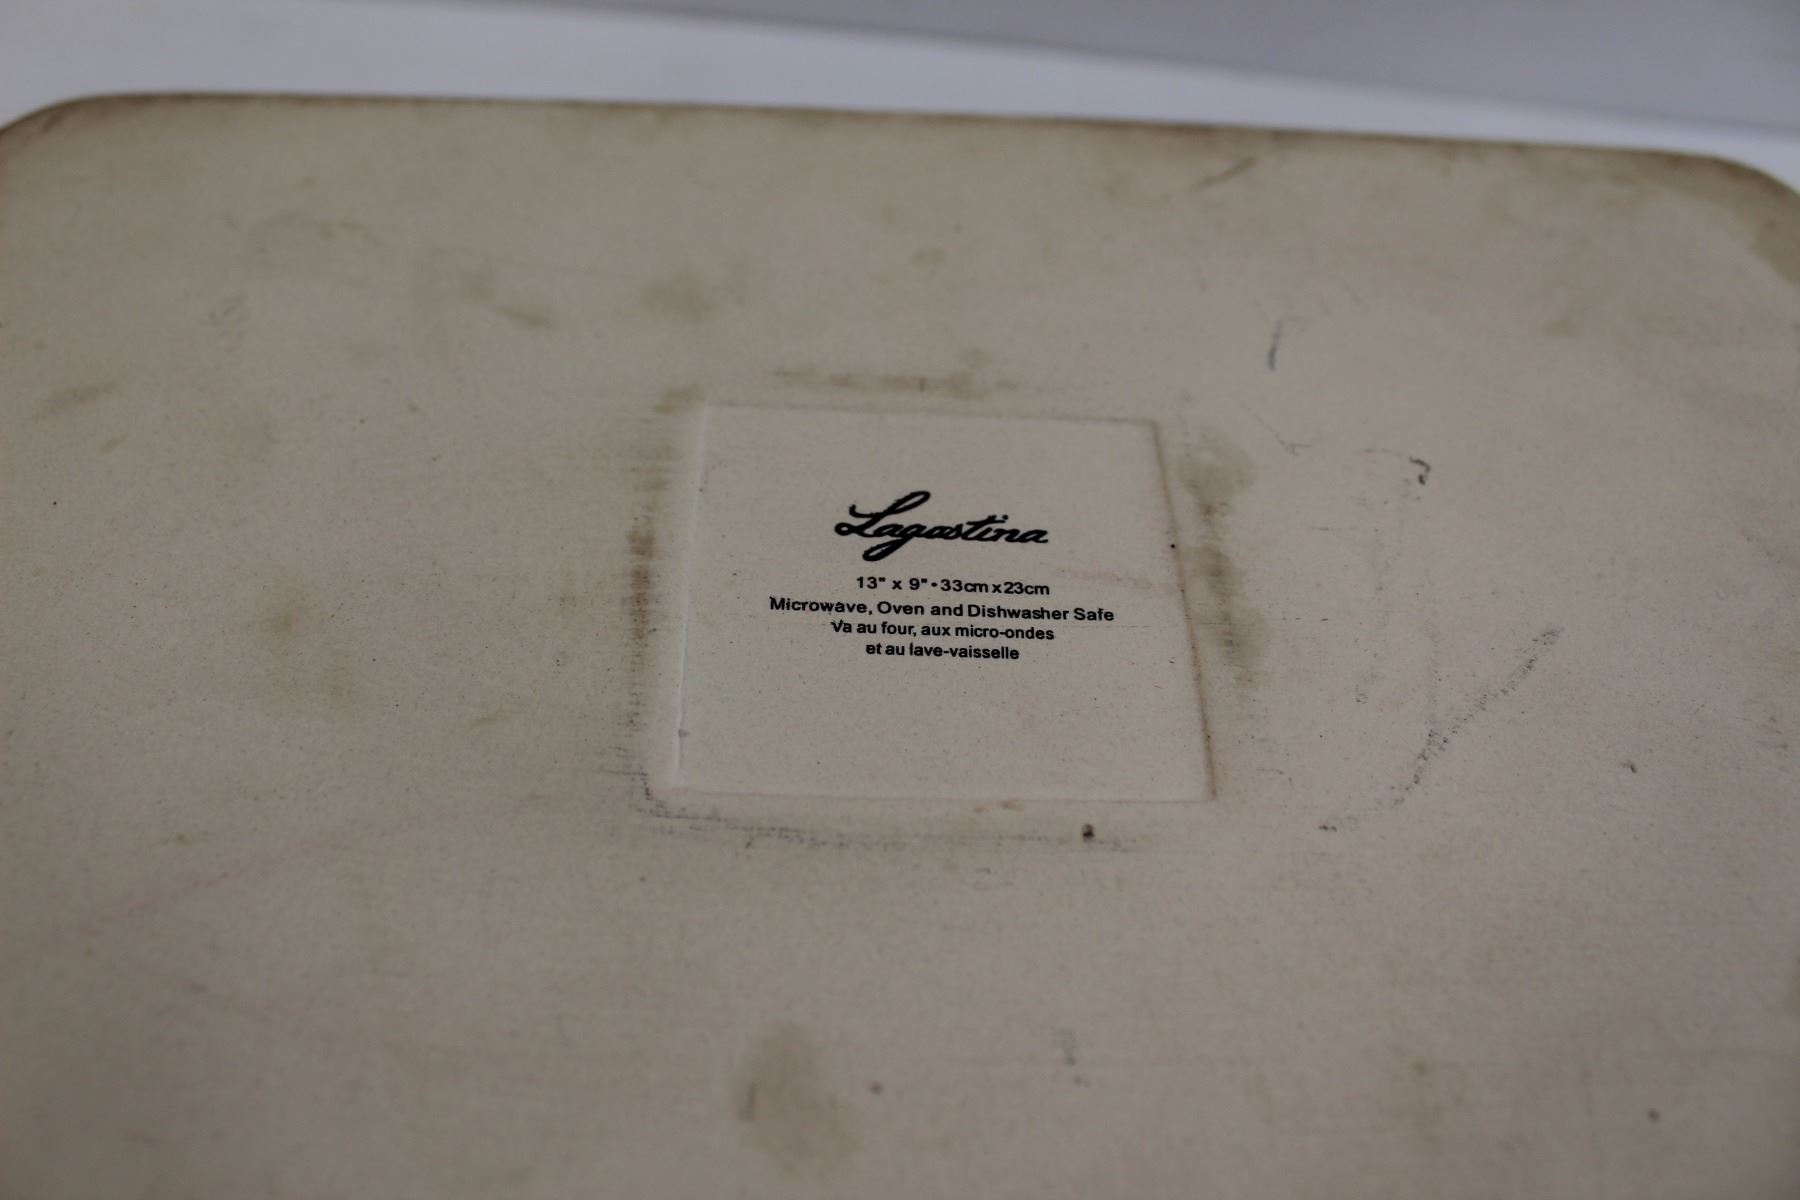 Lagostina
13" x 9" • 33cm x 23cm
Microwave, Oven and Dishwasher Safe
Va au four, aux micro-ondes
et au lave-vaisselle